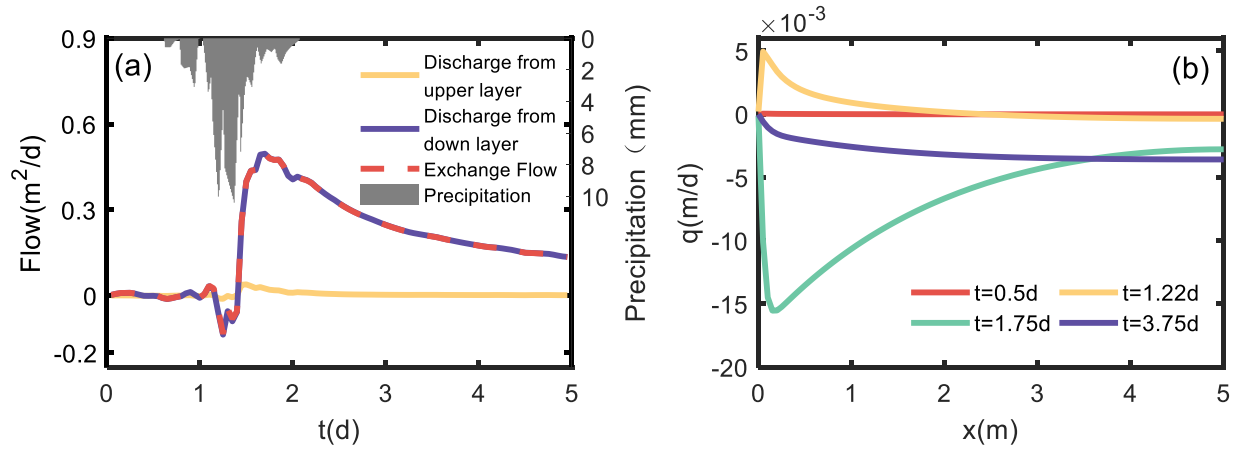 (a)
0.9
0.6
0.3
0
-0.2
Flow(m²/d)
0
1
2
3
4
5
t(d)
0
2
4
6
8
10
Precipitation（mm)
Discharge from
upper layer
Discharge from
down layer
Exchange Flow
Precipitation
(b)
×10⁻³
5
0
-5
-10
-15
-20
q(m/d)
0
1
2
3
4
5
x(m)
t=0.5d
t=1.22d
t=1.75d
t=3.75d